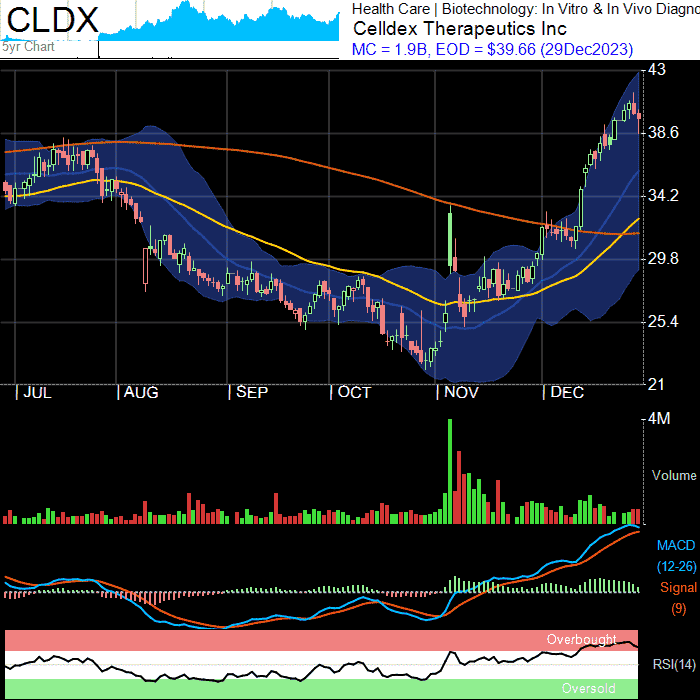 CLDX
5yr Chart
Health Care | Biotechnology: In Vitro & In Vivo Diagno
Celldex Therapeutics Inc
MC = 1.9B, EOD = $39.66 (29Dec2023)
43
38.6
34.2
29.8
25.4
21
| JUL | AUG | SEP | OCT | NOV | DEC
4M
Volume
MACD
(12-26)
Signal
(9)
Overbought
RSI(14)
Oversold